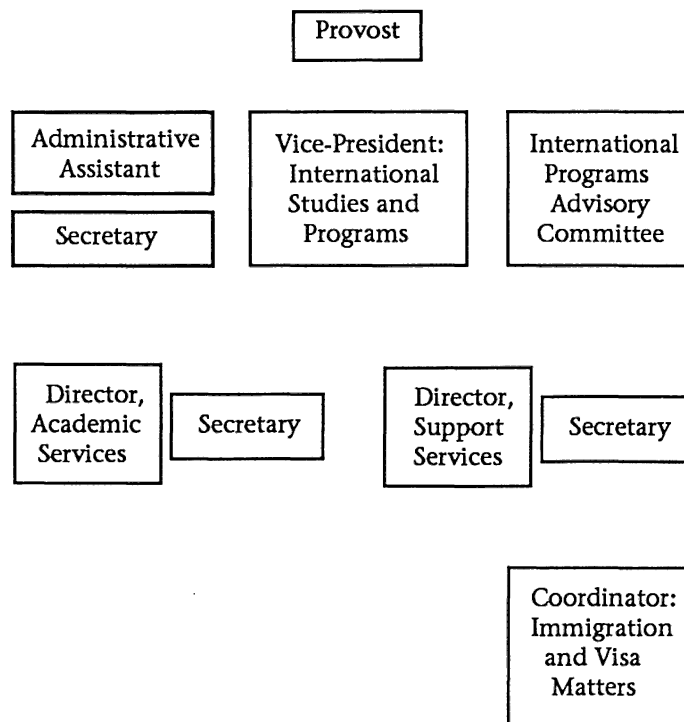 Provost
Administrative
Assistant
Secretary
Vice-President:
International
Studies and
Programs
International
Programs
Advisory
Committee
Director,
Academic
Services
Secretary
Director,
Support
Services
Secretary
Coordinator:
Immigration
and Visa
Matters